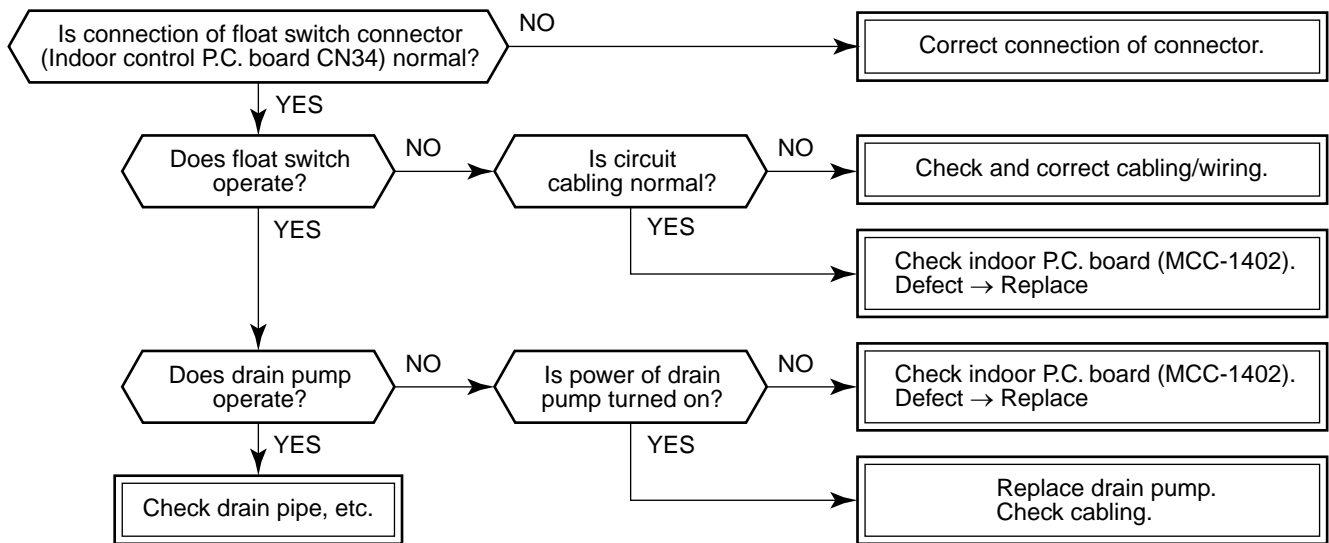 Is connection of float switch connector
(Indoor control P.C. board CN34) normal?
NO
Correct connection of connector.
YES
Does float switch
operate?
NO
Is circuit
cabling normal?
NO
Check and correct cabling/wiring.
YES
YES
Check indoor P.C. board (MCC-1402).
Defect → Replace
Does drain pump
operate?
NO
Is power of drain
pump turned on?
NO
Check indoor P.C. board (MCC-1402).
Defect → Replace
YES
YES
Check drain pipe, etc.
Replace drain pump.
Check cabling.